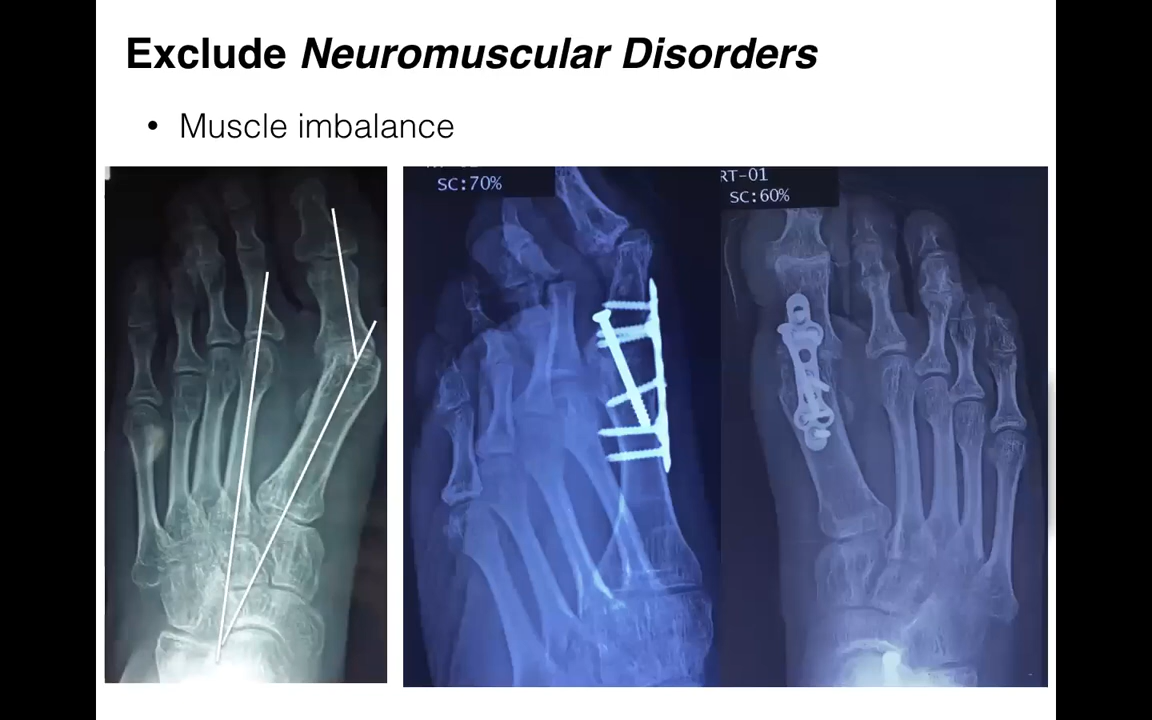 Exclude Neuromuscular Disorders
• Muscle imbalance
SC:70%
RT-01
SC:60%